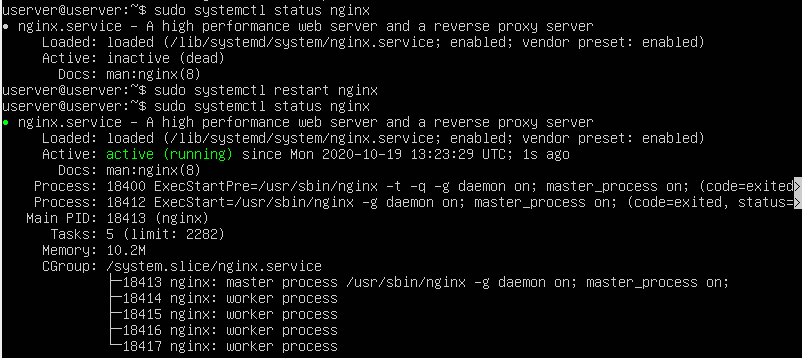 userver@userver:~$ sudo systemctl status nginx
● nginx.service – A high performance web server and a reverse proxy server
     Loaded: loaded (/lib/systemd/system/nginx.service; enabled; vendor preset: enabled)
     Active: inactive (dead)
       Docs: man:nginx(8)
userver@userver:~$ sudo systemctl restart nginx
userver@userver:~$ sudo systemctl status nginx
● nginx.service – A high performance web server and a reverse proxy server
     Loaded: loaded (/lib/systemd/system/nginx.service; enabled; vendor preset: enabled)
     Active: active (running) since Mon 2020-10-19 13:23:29 UTC; 1s ago
       Docs: man:nginx(8)
    Process: 18400 ExecStartPre=/usr/sbin/nginx -t -q -g daemon on; master_process on; (code=exited>
    Process: 18412 ExecStart=/usr/sbin/nginx -g daemon on; master_process on; (code=exited, status=>
   Main PID: 18413 (nginx)
      Tasks: 5 (limit: 2282)
     Memory: 10.2M
     CGroup: /system.slice/nginx.service
             ├─18413 nginx: master process /usr/sbin/nginx -g daemon on; master_process on;
             ├─18414 nginx: worker process
             ├─18415 nginx: worker process
             ├─18416 nginx: worker process
             └─18417 nginx: worker process